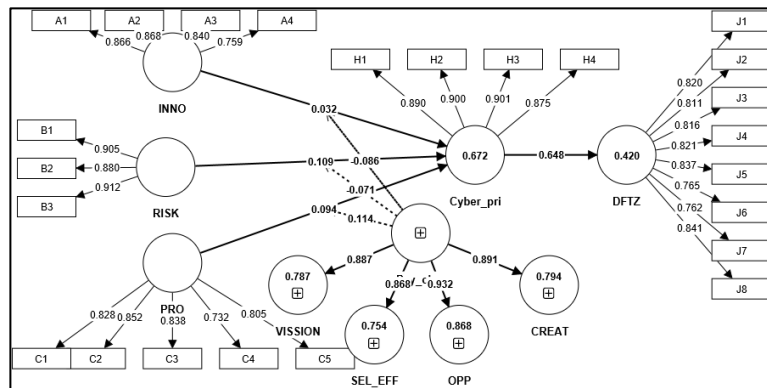 A1 A2 A3 A4
0.866 0.868 0.840 0.759
INNO
B1
B2
B3
0.905
0.880
0.912
RISK
PRO
0.828 0.852 0.838 0.732 0.805
C1 C2 C3 C4 C5
H1 H2 H3 H4
0.890 0.900 0.901 0.875
0.032
0.109 -0.086
-0.071
0.094 0.114
0.672
Cyber_pri
0.648
0.420
DFTZ
J1
J2
J3
J4
J5
J6
J7
J8
0.820
0.811
0.816
0.821
0.837
0.765
0.762
0.841
0.887 0.868 0.932 0.891
0.787
VISSION
0.754
SEL_EFF
0.868
OPP
0.794
CREAT